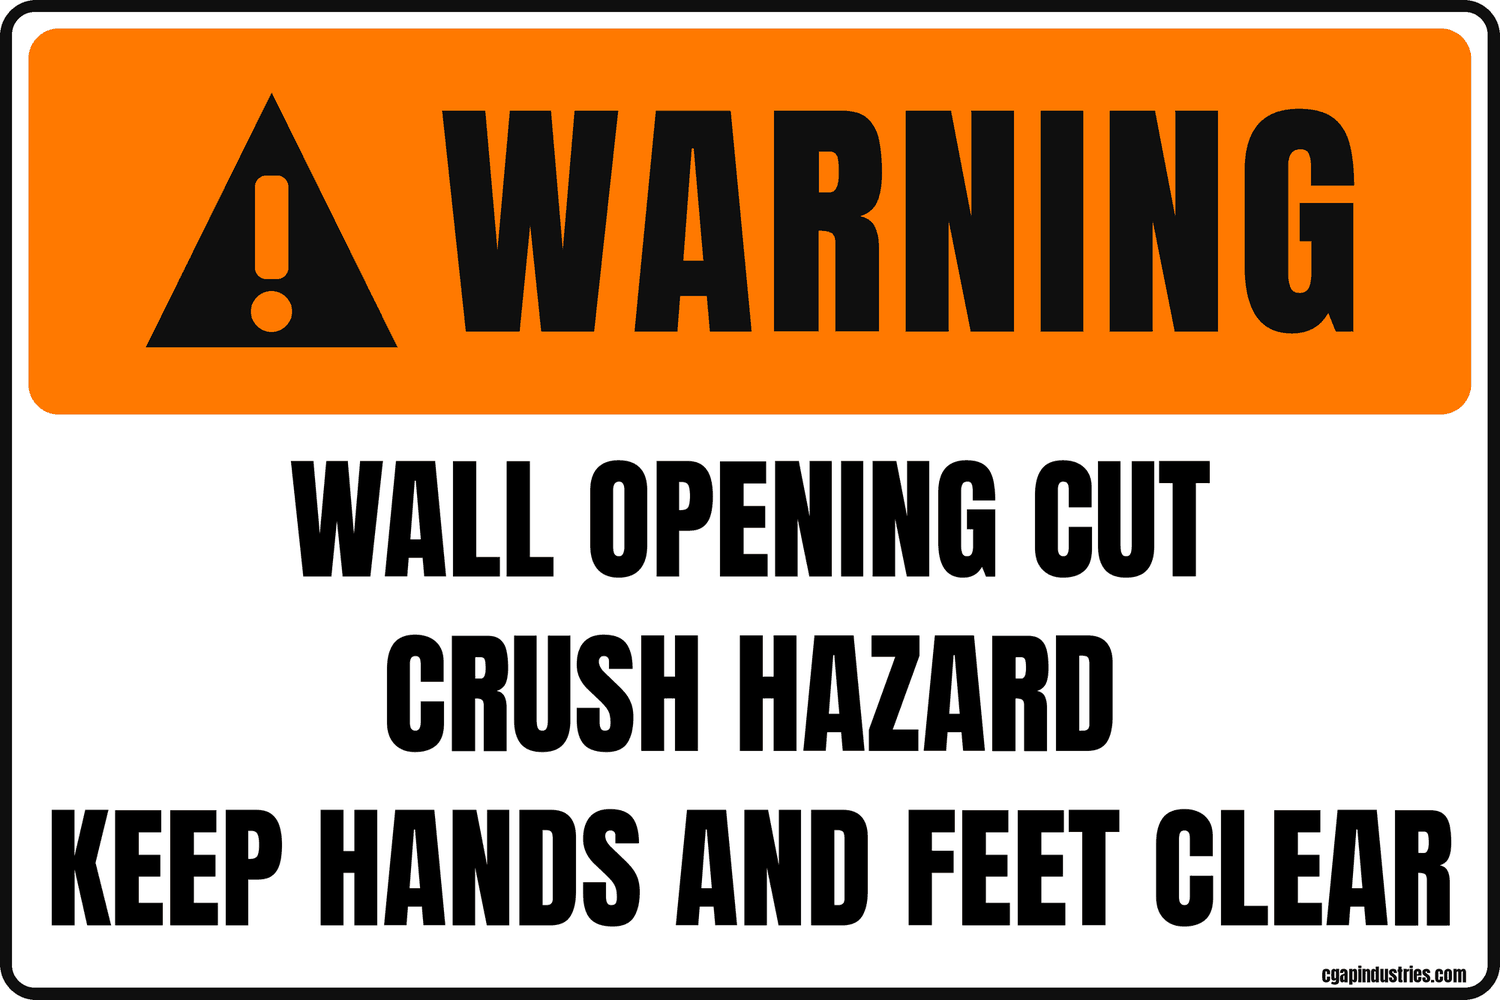 WARNING
WALL OPENING CUT
CRUSH HAZARD
KEEP HANDS AND FEET CLEAR
cgapindustries.com